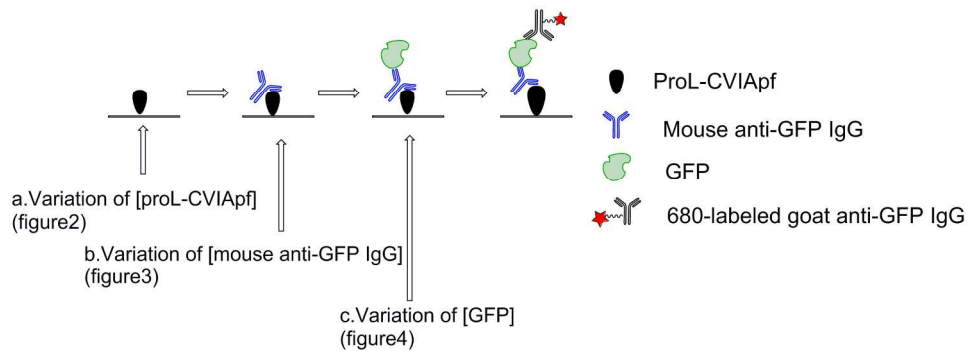 ProL-CVIApf
Mouse anti-GFP IgG
GFP
680-labeled goat anti-GFP IgG
a.Variation of [proL-CVIApf]
(figure2)
b.Variation of [mouse anti-GFP IgG]
(figure3)
c.Variation of [GFP]
(figure4)